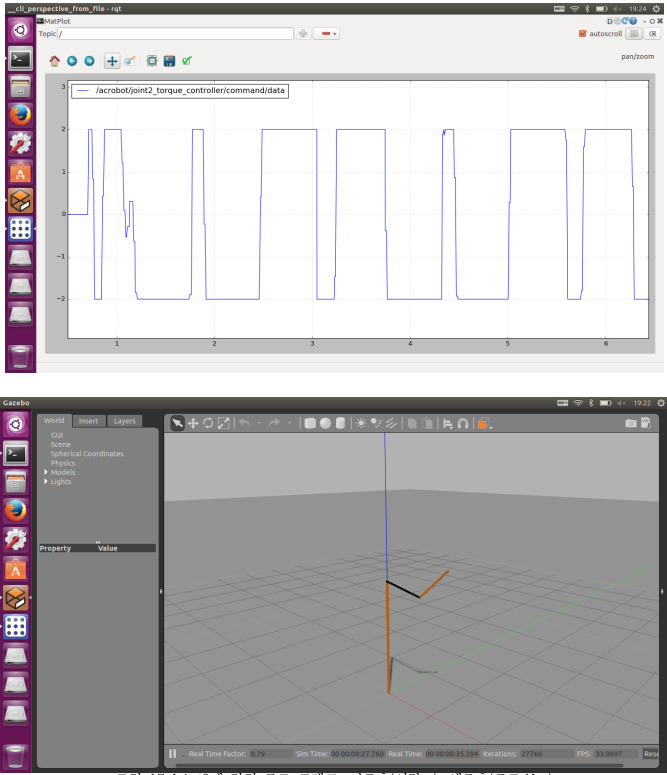 __cli_perspective_from_file - rqt
19:24
MatPlot
Topic /
autoscroll
pan/zoom
/acrobot/joint2_torque_controller/command/data
3
2
1
0
−1
−2
1
2
3
4
5
6
Gazebo
19:22
World Insert Layers
GUI
Scene
Spherical Coordinates
Physics
Models
Lights
Property Value
Real Time Factor: 0.79 Sim Time: 00 00:00:27.760 Real Time: 00 00:00:35.284 Iterations: 27760 FPS: 33.9697 Rese